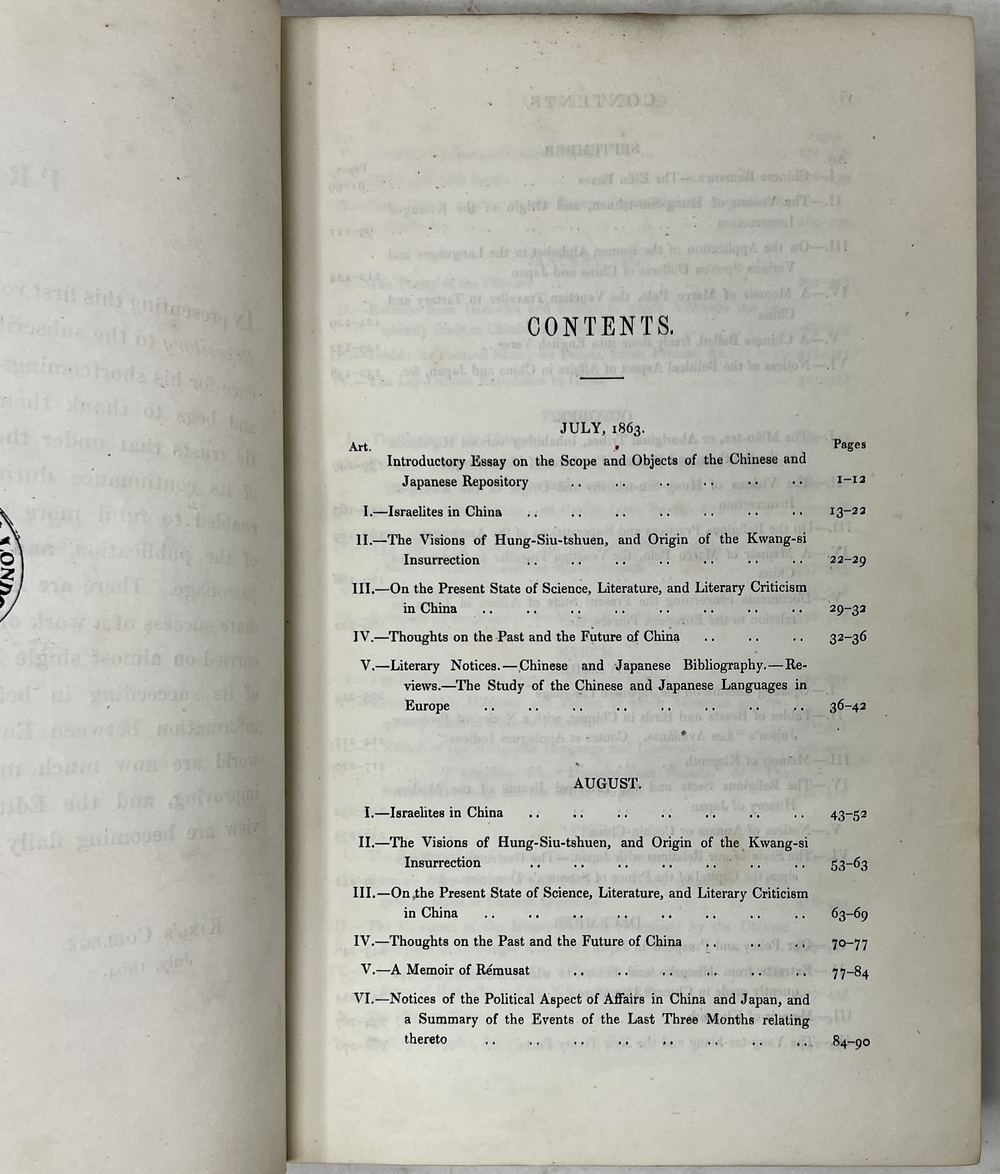 CONTENTS.
JULY, 1863.
Art. Pages
Introductory Essay on the Scope and Objects of the Chinese and
Japanese Repository .. .. .. .. .. .. 1–12
I.—Israelites in China .. .. .. .. .. .. .. 13–22
II.—The Visions of Hung-Siu-tshuen, and Origin of the Kwang-si
Insurrection .. .. .. .. .. .. .. 22–29
III.—On the Present State of Science, Literature, and Literary Criticism
in China .. .. .. .. .. .. .. .. 29–32
IV.—Thoughts on the Past and the Future of China .. .. .. 32–36
V.—Literary Notices.—Chinese and Japanese Bibliography.—Re-
views.—The Study of the Chinese and Japanese Languages in
Europe .. .. .. .. .. .. .. .. 36–42
AUGUST.
I.—Israelites in China .. .. .. .. .. .. .. 43–52
II.—The Visions of Hung-Siu-tshuen, and Origin of the Kwang-si
Insurrection .. .. .. .. .. .. .. 53–63
III.—On the Present State of Science, Literature, and Literary Criticism
in China .. .. .. .. .. .. .. .. 63–69
IV.—Thoughts on the Past and the Future of China .. .. .. 70–77
V.—A Memoir of Rémusat .. .. .. .. .. .. 77–84
VI.—Notices of the Political Aspect of Affairs in China and Japan, and
a Summary of the Events of the Last Three Months relating
thereto .. .. .. .. .. .. .. .. 84–90